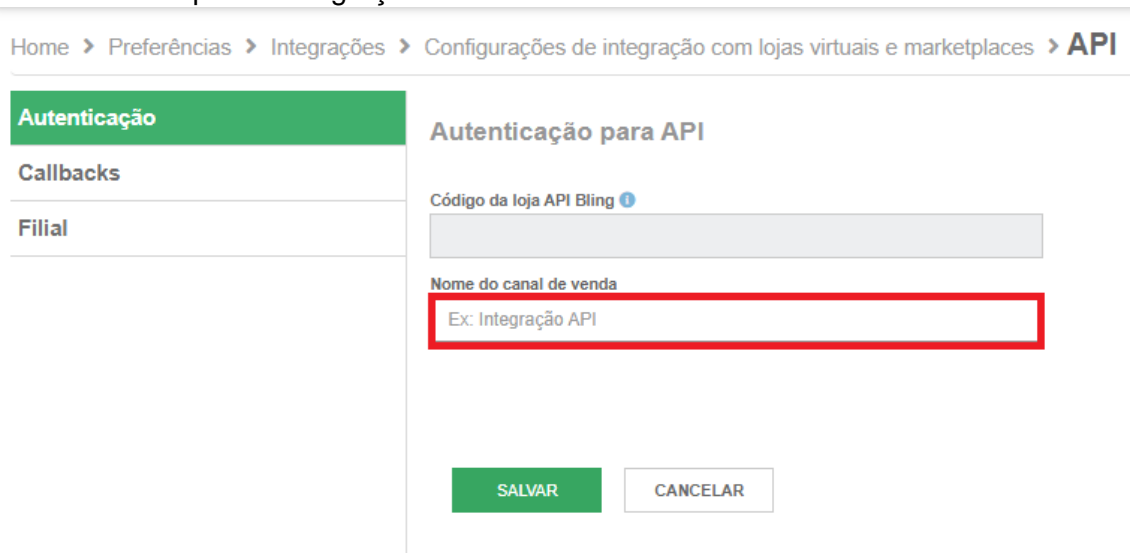 Home > Preferências > Integrações > Configurações de integração com lojas virtuais e marketplaces > API
Autenticação
Callbacks
Filial
Autenticação para API
Código da loja API Bling
Nome do canal de venda
Ex: Integração API
SALVAR
CANCELAR